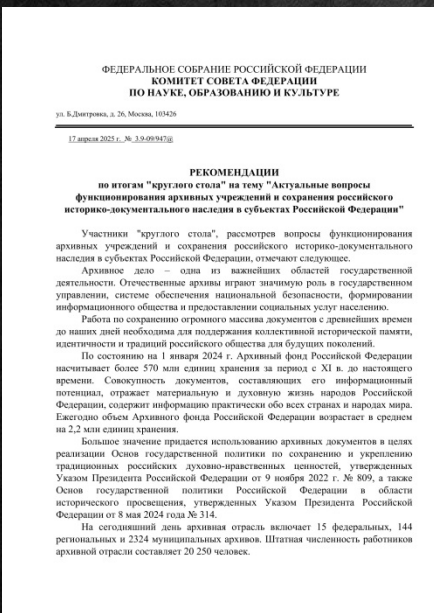 ФЕДЕРАЛЬНОЕ СОБРАНИЕ РОССИЙСКОЙ ФЕДЕРАЦИИ
КОМИТЕТ СОВЕТА ФЕДЕРАЦИИ
ПО НАУКЕ, ОБРАЗОВАНИЮ И КУЛЬТУРЕ
ул. Б.Дмитровка, д. 26, Москва, 103426
17 апреля 2025 г. № 3.9-09/947@
РЕКОМЕНДАЦИИ
по итогам "круглого стола" на тему "Актуальные вопросы
функционирования архивных учреждений и сохранения российского
историко-документального наследия в субъектах Российской Федерации"
Участники "круглого стола", рассмотрев вопросы функционирования
архивных учреждений и сохранения российского историко-документального
наследия в субъектах Российской Федерации, отмечают следующее.
Архивное дело – одна из важнейших областей государственной
деятельности. Отечественные архивы играют значимую роль в государственном
управлении, системе обеспечения национальной безопасности, формировании
информационного общества и предоставлении социальных услуг населению.
Работа по сохранению огромного массива документов с древнейших времен
до наших дней необходима для поддержания коллективной исторической памяти,
идентичности и традиций российского общества для будущих поколений.
По состоянию на 1 января 2024 г. Архивный фонд Российской Федерации
насчитывает более 570 млн единиц хранения за период с XI в. до настоящего
времени. Совокупность документов, составляющих его информационный
потенциал, отражает материальную и духовную жизнь народов Российской
Федерации, содержит информацию практически обо всех странах и народах мира.
Ежегодно объем Архивного фонда Российской Федерации возрастает в среднем
на 2,2 млн единиц хранения.
Большое значение придается использованию архивных документов в целях
реализации Основ государственной политики по сохранению и укреплению
традиционных российских духовно-нравственных ценностей, утвержденных
Указом Президента Российской Федерации от 9 ноября 2022 г. № 809, а также
Основ государственной политики Российской Федерации в области
исторического просвещения, утвержденных Указом Президента Российской
Федерации от 8 мая 2024 года № 314.
На сегодняшний день архивная отрасль включает 15 федеральных, 144
региональных и 2324 муниципальных архивов. Штатная численность работников
архивной отрасли составляет 20 250 человек.